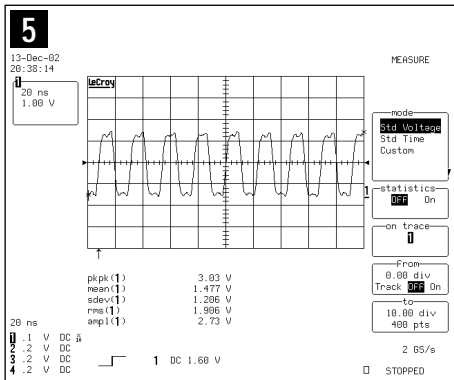 5
13-Dec-02
20:38:14
MEASURE
1
20 ns
1.00 V
LeCroy
mode
Std Voltage
Std Time
Custom
1
statistics
OFF On
on trace
1
from
0.00 div
Track OFF On
to
10.00 div
400 pts
pkpk(1) 3.03 V
mean(1) 1.477 V
sdev(1) 1.206 V
rms(1) 1.906 V
ampl(1) 2.73 V
20 ns
1 .1 V DC
2 .2 V DC
3 .2 V DC
4 .2 V DC
1 DC 1.60 V
2 GS/s
STOPPED